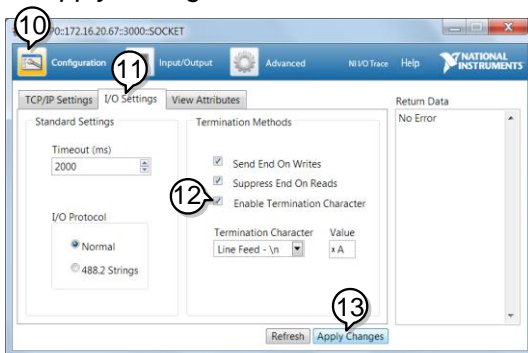 10
P0::172.16.20.67::3000::SOCKET
Configuration
11
Input/Output
Advanced
NI I/O Trace
Help
NATIONAL INSTRUMENTS
TCP/IP Settings
I/O Settings
View Attributes
Return Data
Standard Settings
Termination Methods
No Error
Timeout (ms)
2000
Send End On Writes
Suppress End On Reads
12
Enable Termination Character
I/O Protocol
Termination Character
Value
Normal
Line Feed - \n
x A
488.2 Strings
13
Refresh
Apply Changes